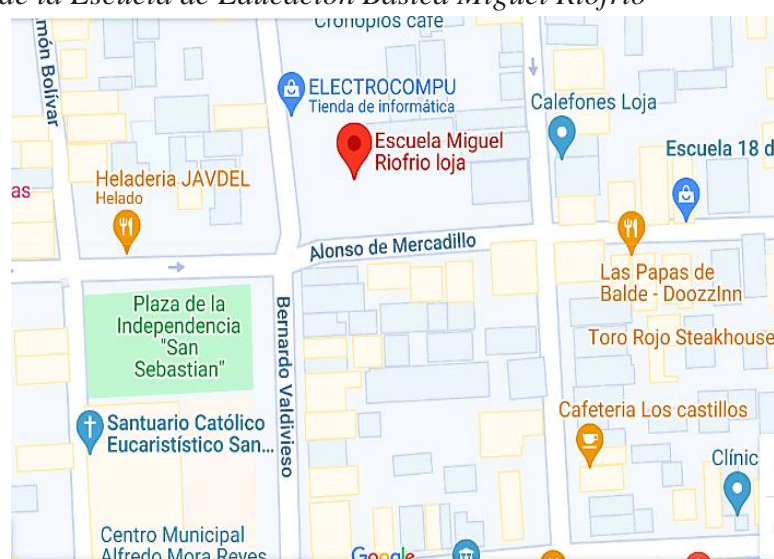 de la Escuela de Educación Básica Miguel Riofrío
Cronopios café
món Bolívar
ELECTROCOMPU
Tienda de informática
Calefones Loja
Escuela Miguel
Riofrio loja
Escuela 18 d
as
Heladeria JAVDEL
Helado
Alonso de Mercadillo
Las Papas de
Balde - DoozzInn
Plaza de la
Independencia
"San
Sebastian"
Bernardo Valdivieso
Toro Rojo Steakhouse
Santuario Católico
Eucaristístico San...
Cafeteria Los castillos
Clínic
Centro Municipal
Alfredo Mora Reyes
Google